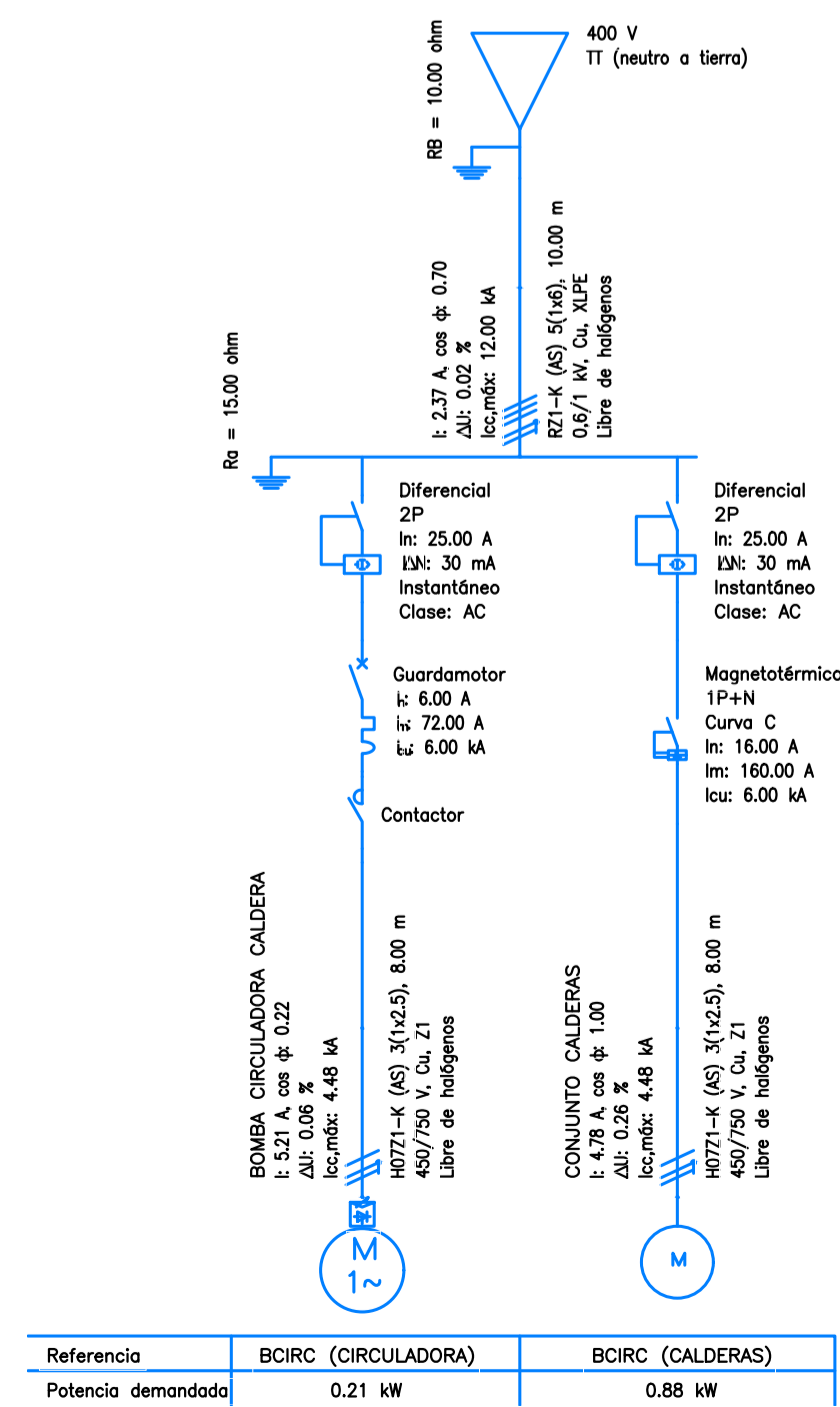 400 V
TT (neutro a tierra)
RB = 10.00 ohm
I: 2.37 A, cos φ: 0.70
ΔU: 0.02 %
Icc,máx: 12.00 kA
RZ1-K (AS) 5(1x6), 10.00 m
0,6/1 kV, Cu, XLPE
Libre de halógenos
Ra = 15.00 ohm
Diferencial
2P
In: 25.00 A
IΔN: 30 mA
Instantáneo
Clase: AC
Guardamotor
In: 6.00 A
Im: 72.00 A
Icu: 6.00 kA
Contactor
BOMBA CIRCULADORA CALDERA
I: 5.21 A, cos φ: 0.22
ΔU: 0.06 %
Icc,máx: 4.48 kA
H07Z1-K (AS) 3(1x2.5), 8.00 m
450/750 V, Cu, Z1
Libre de halógenos
M
1~
Diferencial
2P
In: 25.00 A
IΔN: 30 mA
Instantáneo
Clase: AC
Magnetotérmico
1P+N
Curva C
In: 16.00 A
Im: 160.00 A
Icu: 6.00 kA
CONJUNTO CALDERAS
I: 4.78 A, cos φ: 1.00
ΔU: 0.26 %
Icc,máx: 4.48 kA
H07Z1-K (AS) 3(1x2.5), 8.00 m
450/750 V, Cu, Z1
Libre de halógenos
M
Referencia BCIRC (CIRCULADORA) BCIRC (CALDERAS)
Potencia demandada 0.21 kW 0.88 kW